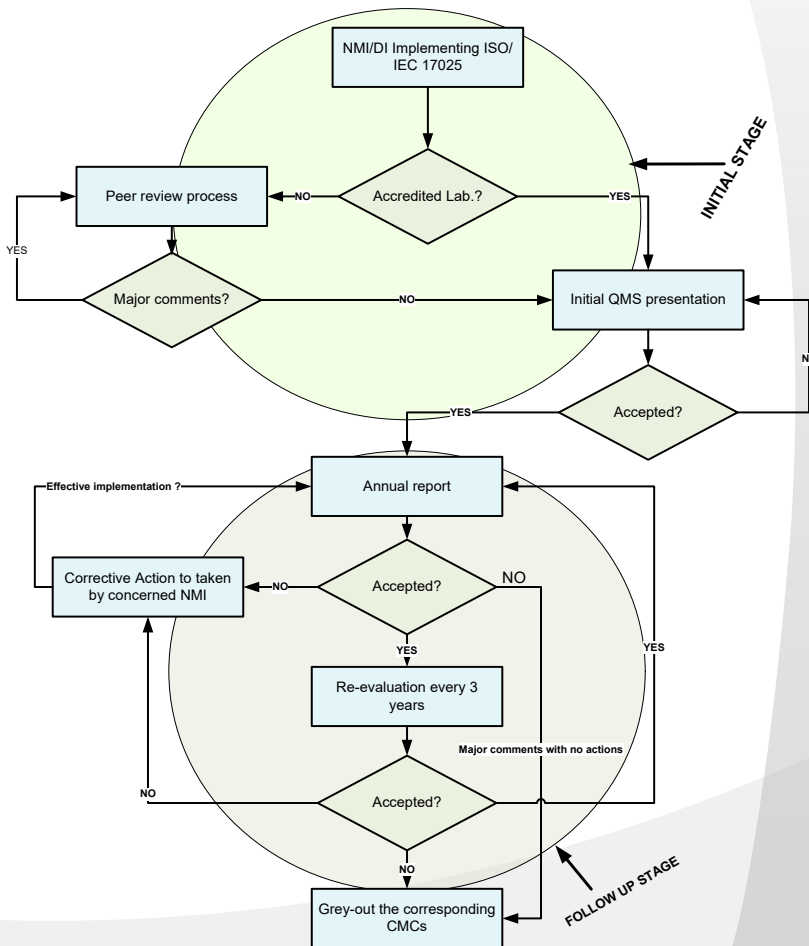 NMI/DI Implementing ISO/
IEC 17025
INITIAL STAGE
Peer review process
NO
Accredited Lab.?
YES
YES
Major comments?
NO
Initial QMS presentation
YES
Accepted?
Annual report
Effective implementation ?
Corrective Action to taken
by concerned NMI
NO
Accepted?
NO
YES
YES
Re-evaluation every 3
years
Major comments with no actions
NO
Accepted?
NO
FOLLOW UP STAGE
Grey-out the corresponding
CMCs